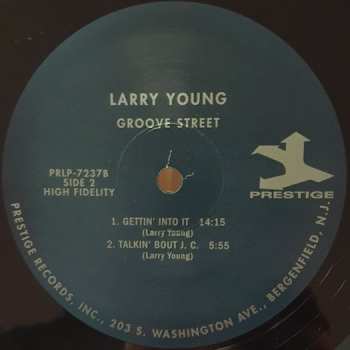 LARRY YOUNG
GROOVE STREET
PRLP-7237B
SIDE 2
HIGH FIDELITY
PRESTIGE
1. GETTIN' INTO IT 14:15
(Larry Young)
2. TALKIN' BOUT J. C. 5:55
(Larry Young)
PRESTIGE RECORDS, INC., 203 S. WASHINGTON AVE., BERGENFIELD, N.J.